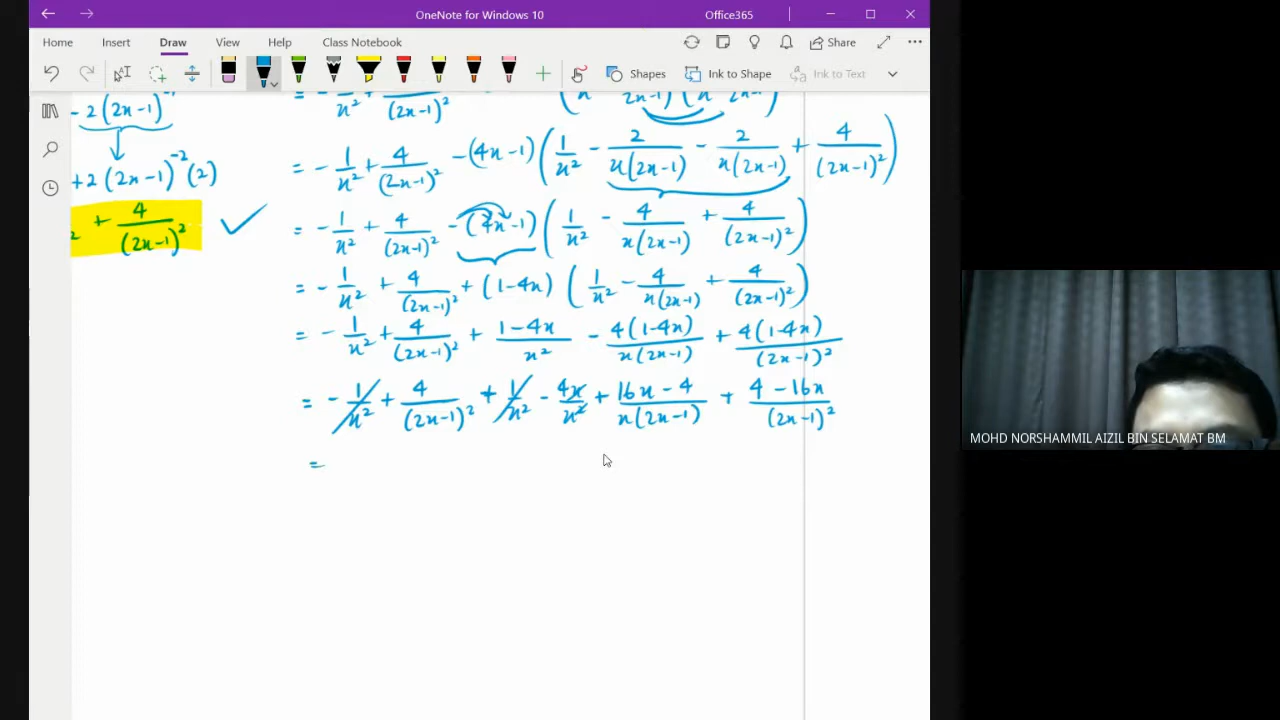 OneNote for Windows 10
Office365
Home Insert Draw View Help Class Notebook
Share
Shapes Ink to Shape Ink to Text
- 2 (2x-1)
+2 (2x-1)^-2 (2)
+ 4/(2x-1)^2 ✓
= - 1/x^2 + 4/(2x-1)^2 - (4x-1) ( 1/x^2 - 2/x(2x-1) - 2/x(2x-1) + 4/(2x-1)^2 )
= - 1/x^2 + 4/(2x-1)^2 - (4x-1) ( 1/x^2 - 4/x(2x-1) + 4/(2x-1)^2 )
= - 1/x^2 + 4/(2x-1)^2 + (1-4x) ( 1/x^2 - 4/x(2x-1) + 4/(2x-1)^2 )
= - 1/x^2 + 4/(2x-1)^2 + 1-4x/x^2 - 4(1-4x)/x(2x-1) + 4(1-4x)/(2x-1)^2
= - 1/x^2 + 4/(2x-1)^2 + 1/x^2 - 4x/x^2 + 16x-4/x(2x-1) + 4-16x/(2x-1)^2
=
MOHD NORSHAMMIL AIZIL BIN SELAMAT BM